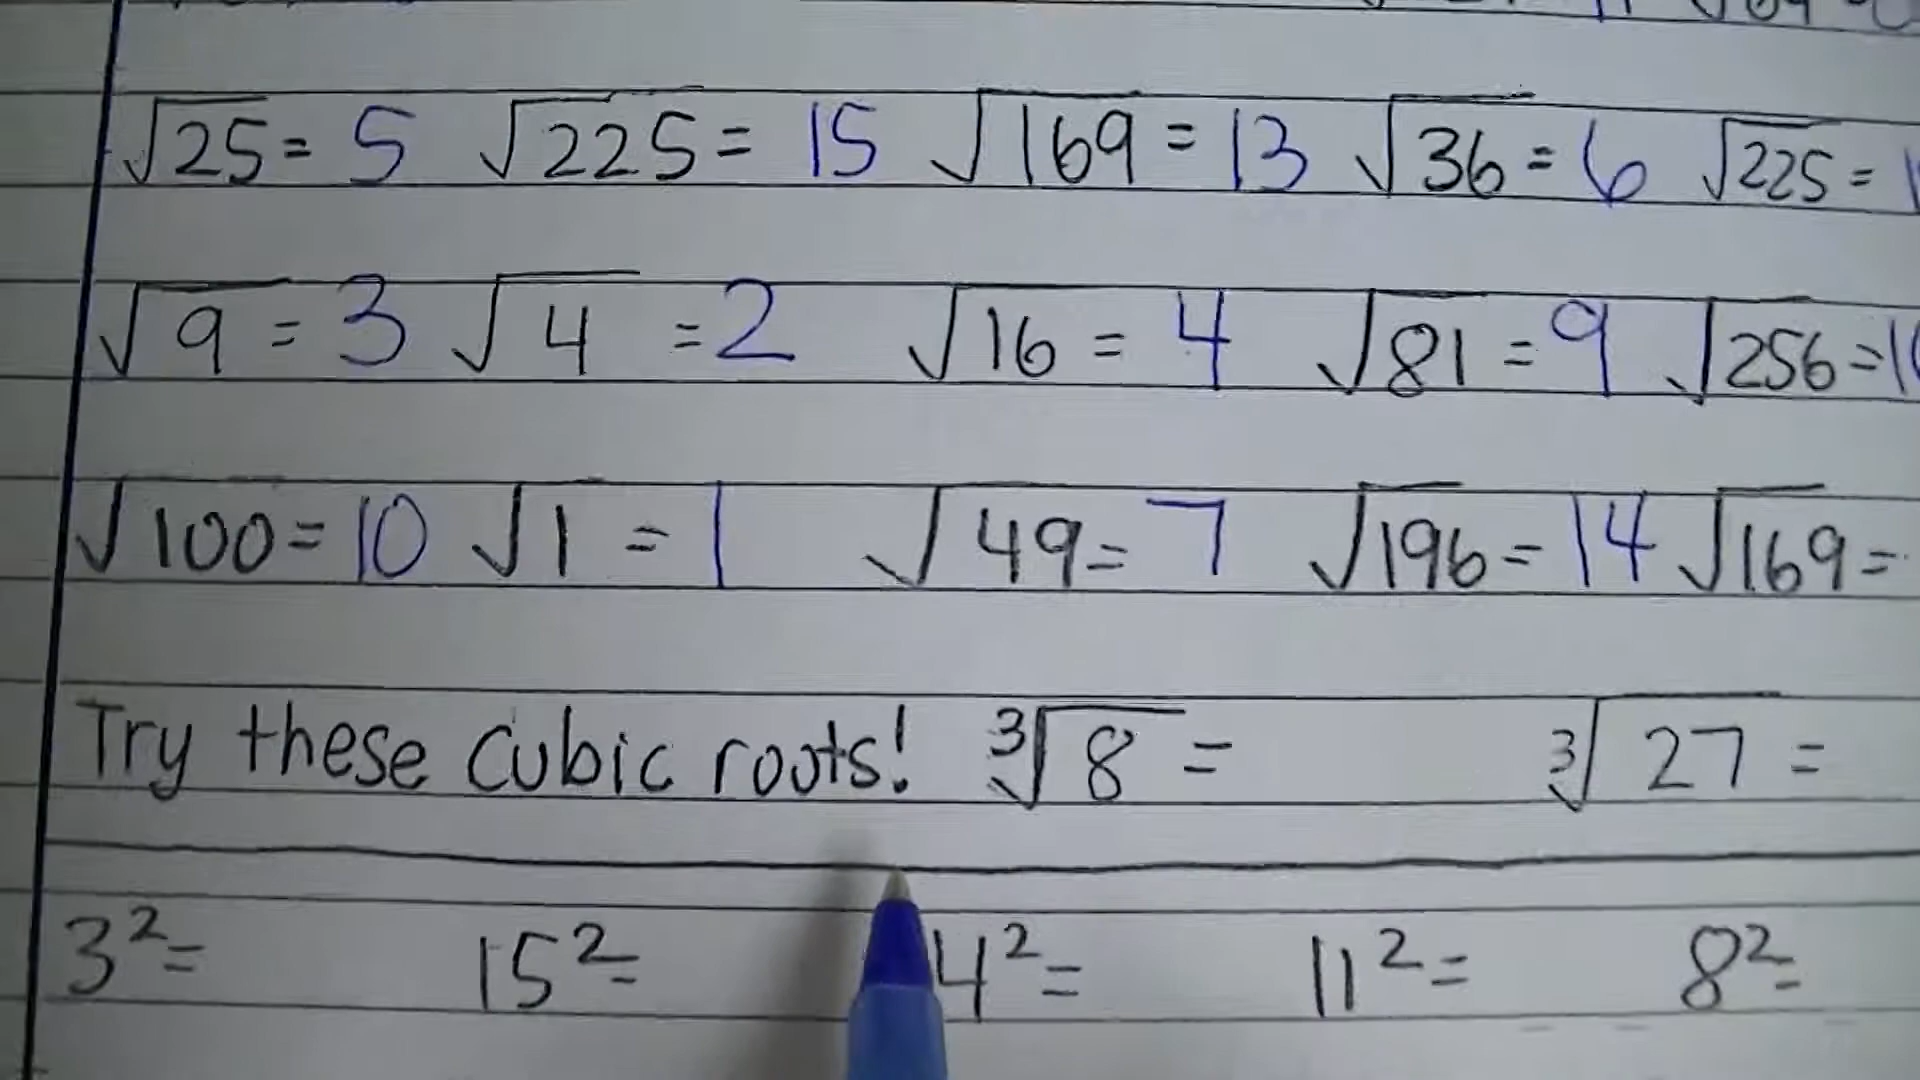 √25 = 5 √225 = 15 √169 = 13 √36 = 6 √225 =
√9 = 3 √4 = 2 √16 = 4 √81 = 9 √256 =
√100 = 10 √1 = 1 √49 = 7 √196 = 14 √169 =
Try these cubic roots! ³√8 = ³√27 =
3² = 15² = 4² = 11² = 8² =